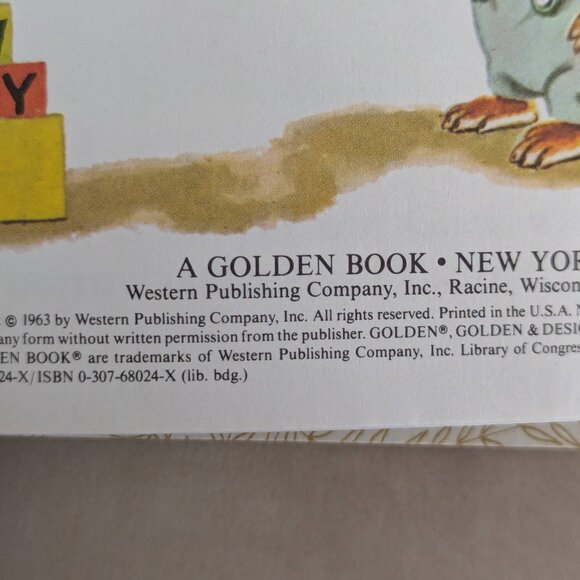 Y
A GOLDEN BOOK • NEW YOR
Western Publishing Company, Inc., Racine, Wiscon
© 1963 by Western Publishing Company, Inc. All rights reserved. Printed in the U.S.A. N
any form without written permission from the publisher. GOLDEN®, GOLDEN & DESIG
EN BOOK® are trademarks of Western Publishing Company, Inc. Library of Congress
24-X/ISBN 0-307-68024-X (lib. bdg.)